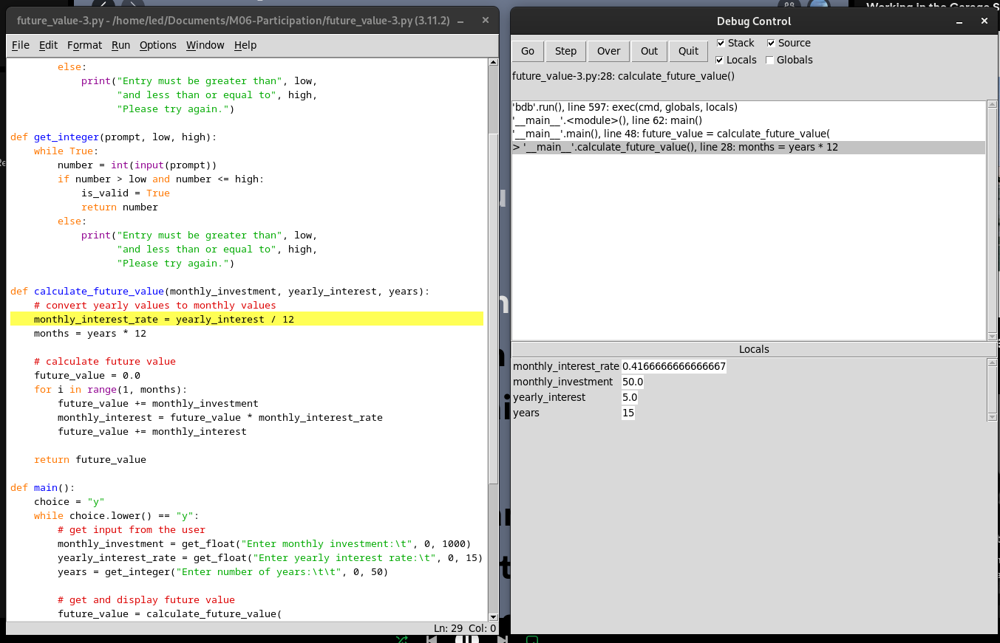 Working in the Garage S
future_value-3.py - /home/led/Documents/M06-Participation/future_value-3.py (3.11.2)
File Edit Format Run Options Window Help
        else:
            print("Entry must be greater than", low,
                  "and less than or equal to", high,
                  "Please try again.")

def get_integer(prompt, low, high):
    while True:
        number = int(input(prompt))
        if number > low and number <= high:
            is_valid = True
            return number
        else:
            print("Entry must be greater than", low,
                  "and less than or equal to", high,
                  "Please try again.")

def calculate_future_value(monthly_investment, yearly_interest, years):
    # convert yearly values to monthly values
    monthly_interest_rate = yearly_interest / 12
    months = years * 12

    # calculate future value
    future_value = 0.0
    for i in range(1, months):
        future_value += monthly_investment
        monthly_interest = future_value * monthly_interest_rate
        future_value += monthly_interest

    return future_value

def main():
    choice = "y"
    while choice.lower() == "y":
        # get input from the user
        monthly_investment = get_float("Enter monthly investment:\t", 0, 1000)
        yearly_interest_rate = get_float("Enter yearly interest rate:\t", 0, 15)
        years = get_integer("Enter number of years:\t\t", 0, 50)

        # get and display future value
        future_value = calculate_future_value(
Ln: 29 Col: 0
Debug Control
Go Step Over Out Quit
Stack Source
Locals Globals
future_value-3.py:28: calculate_future_value()
'bdb'.run(), line 597: exec(cmd, globals, locals)
'__main__'.<module>(), line 62: main()
'__main__'.main(), line 48: future_value = calculate_future_value(
> '__main__'.calculate_future_value(), line 28: months = years * 12
Locals
monthly_interest_rate 0.4166666666666667
monthly_investment 50.0
yearly_interest 5.0
years 15